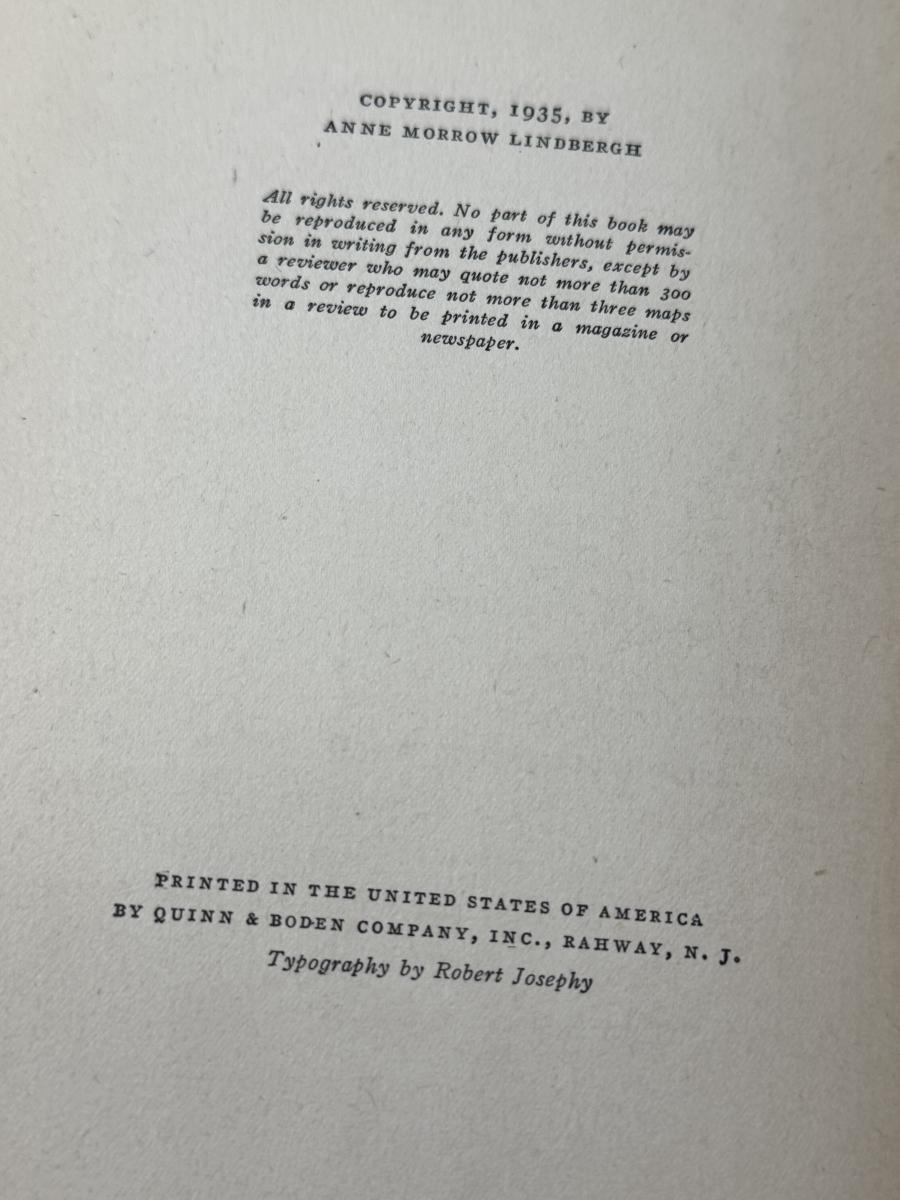 COPYRIGHT, 1935, BY
ANNE MORROW LINDBERGH
All rights reserved. No part of this book may
be reproduced in any form without permis-
sion in writing from the publishers, except by
a reviewer who may quote not more than 300
words or reproduce not more than three maps
in a review to be printed in a magazine or
newspaper.
PRINTED IN THE UNITED STATES OF AMERICA
BY QUINN & BODEN COMPANY, INC., RAHWAY, N. J.
Typography by Robert Josephy